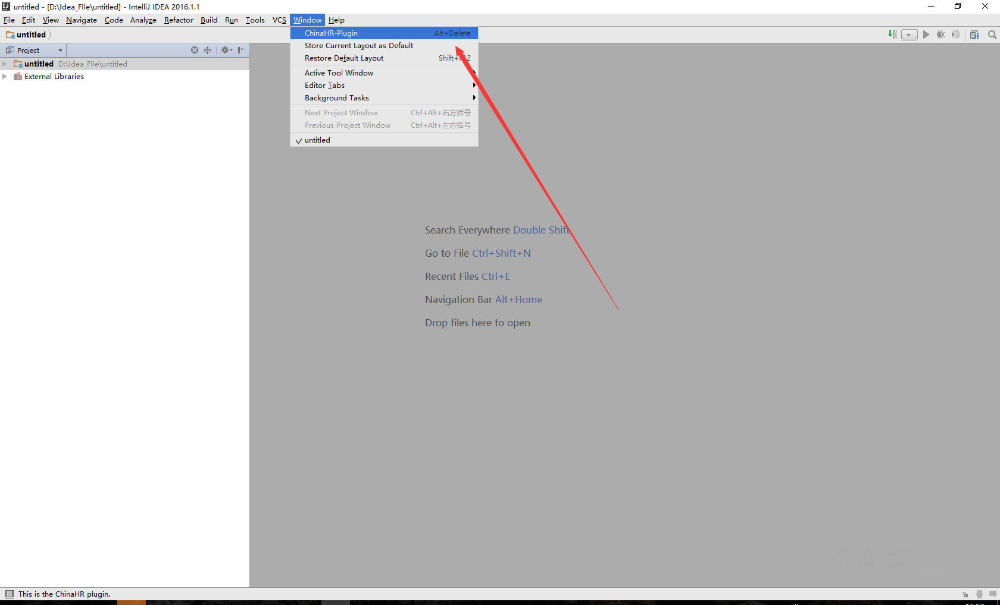 untitled - [D:\Idea_FIle\untitled] - IntelliJ IDEA 2016.1.1
File Edit View Navigate Code Analyze Refactor Build Run Tools VCS Window Help
untitled
ChinaHR-Plugin Alt+Delete
Store Current Layout as Default
Restore Default Layout
Active Tool Window
Editor Tabs
Background Tasks
Next Project Window Ctrl+Alt+右方括号
Previous Project Window Ctrl+Alt+左方括号
untitled
Project
untitled D:\Idea_FIle\untitled
External Libraries
Search Everywhere Double Shift
Go to File Ctrl+Shift+N
Recent Files Ctrl+E
Navigation Bar Alt+Home
Drop files here to open
This is the ChinaHR plugin.